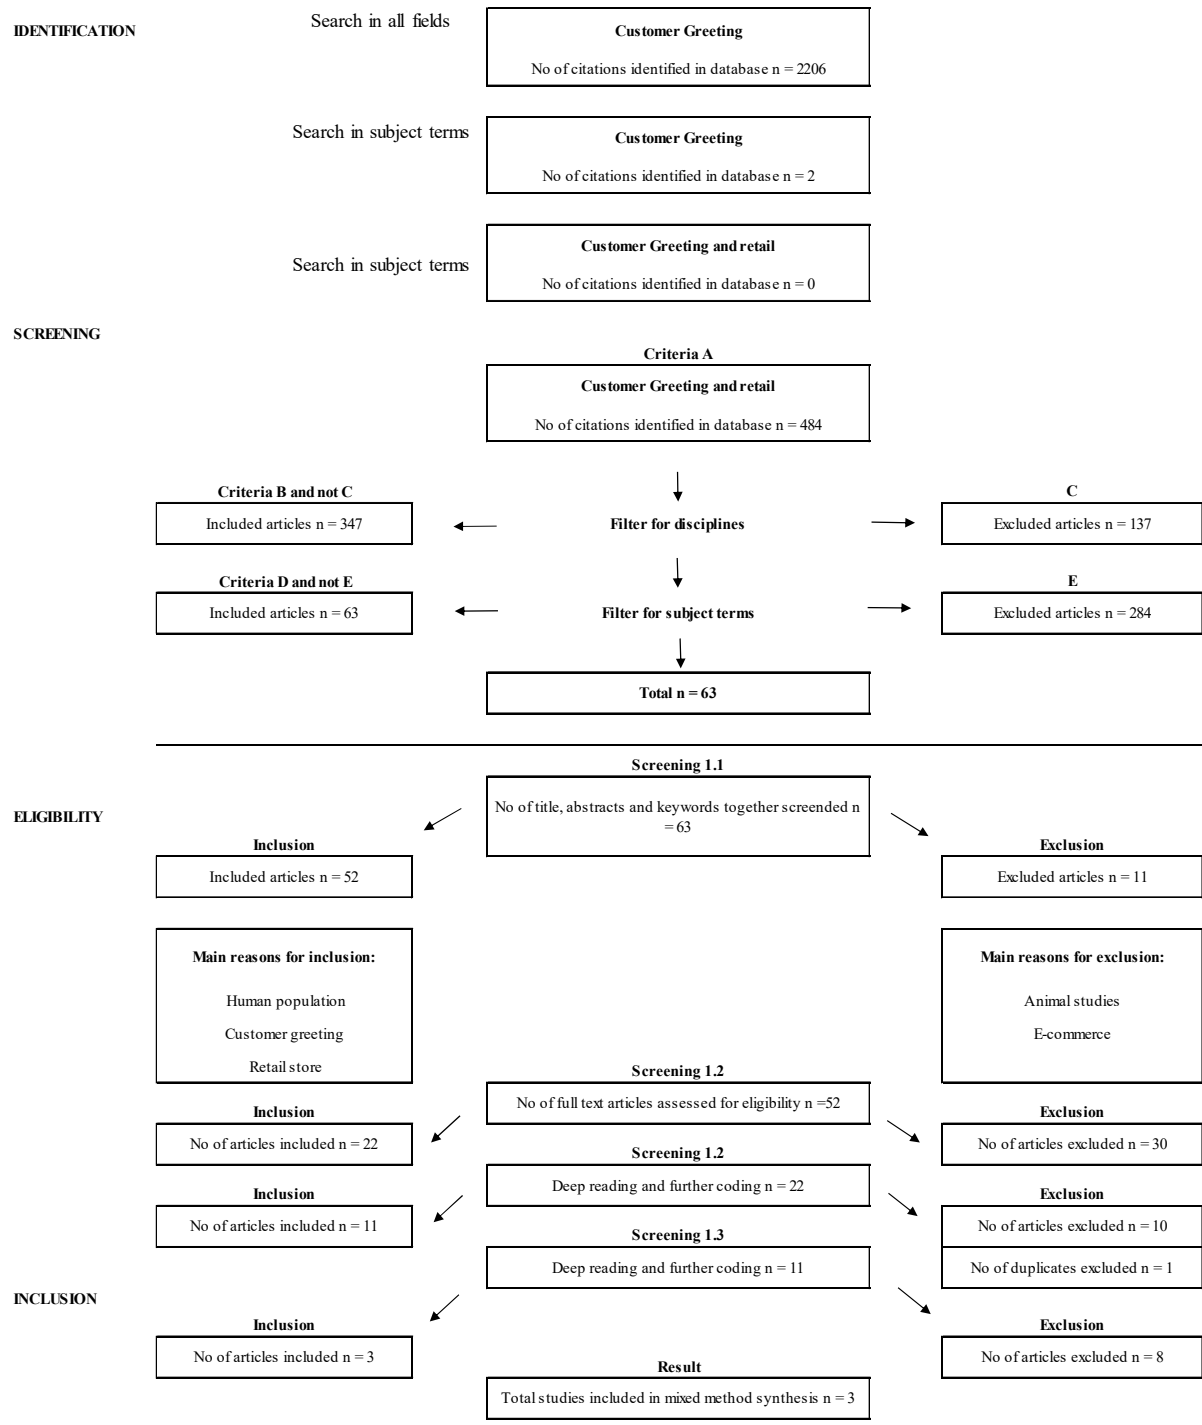 IDENTIFICATION
Search in all fields
Customer Greeting
No of citations identified in database n = 2206
Search in subject terms
Customer Greeting
No of citations identified in database n = 2
Search in subject terms
Customer Greeting and retail
No of citations identified in database n = 0
SCREENING
Criteria A
Customer Greeting and retail
No of citations identified in database n = 484
Criteria B and not C
Included articles n = 347
Filter for disciplines
C
Excluded articles n = 137
Criteria D and not E
Included articles n = 63
Filter for subject terms
E
Excluded articles n = 284
Total n = 63
Screening 1.1
No of title, abstracts and keywords together screended n
= 63
ELIGIBILITY
Inclusion
Included articles n = 52
Exclusion
Excluded articles n = 11
Main reasons for inclusion:
Human population
Customer greeting
Retail store
Main reasons for exclusion:
Animal studies
E-commerce
Screening 1.2
No of full text articles assessed for eligibility n =52
Inclusion
No of articles included n = 22
Exclusion
No of articles excluded n = 30
Screening 1.2
Deep reading and further coding n = 22
Inclusion
No of articles included n = 11
Exclusion
No of articles excluded n = 10
No of duplicates excluded n = 1
Screening 1.3
Deep reading and further coding n = 11
INCLUSION
Inclusion
No of articles included n = 3
Exclusion
No of articles excluded n = 8
Result
Total studies included in mixed method synthesis n = 3